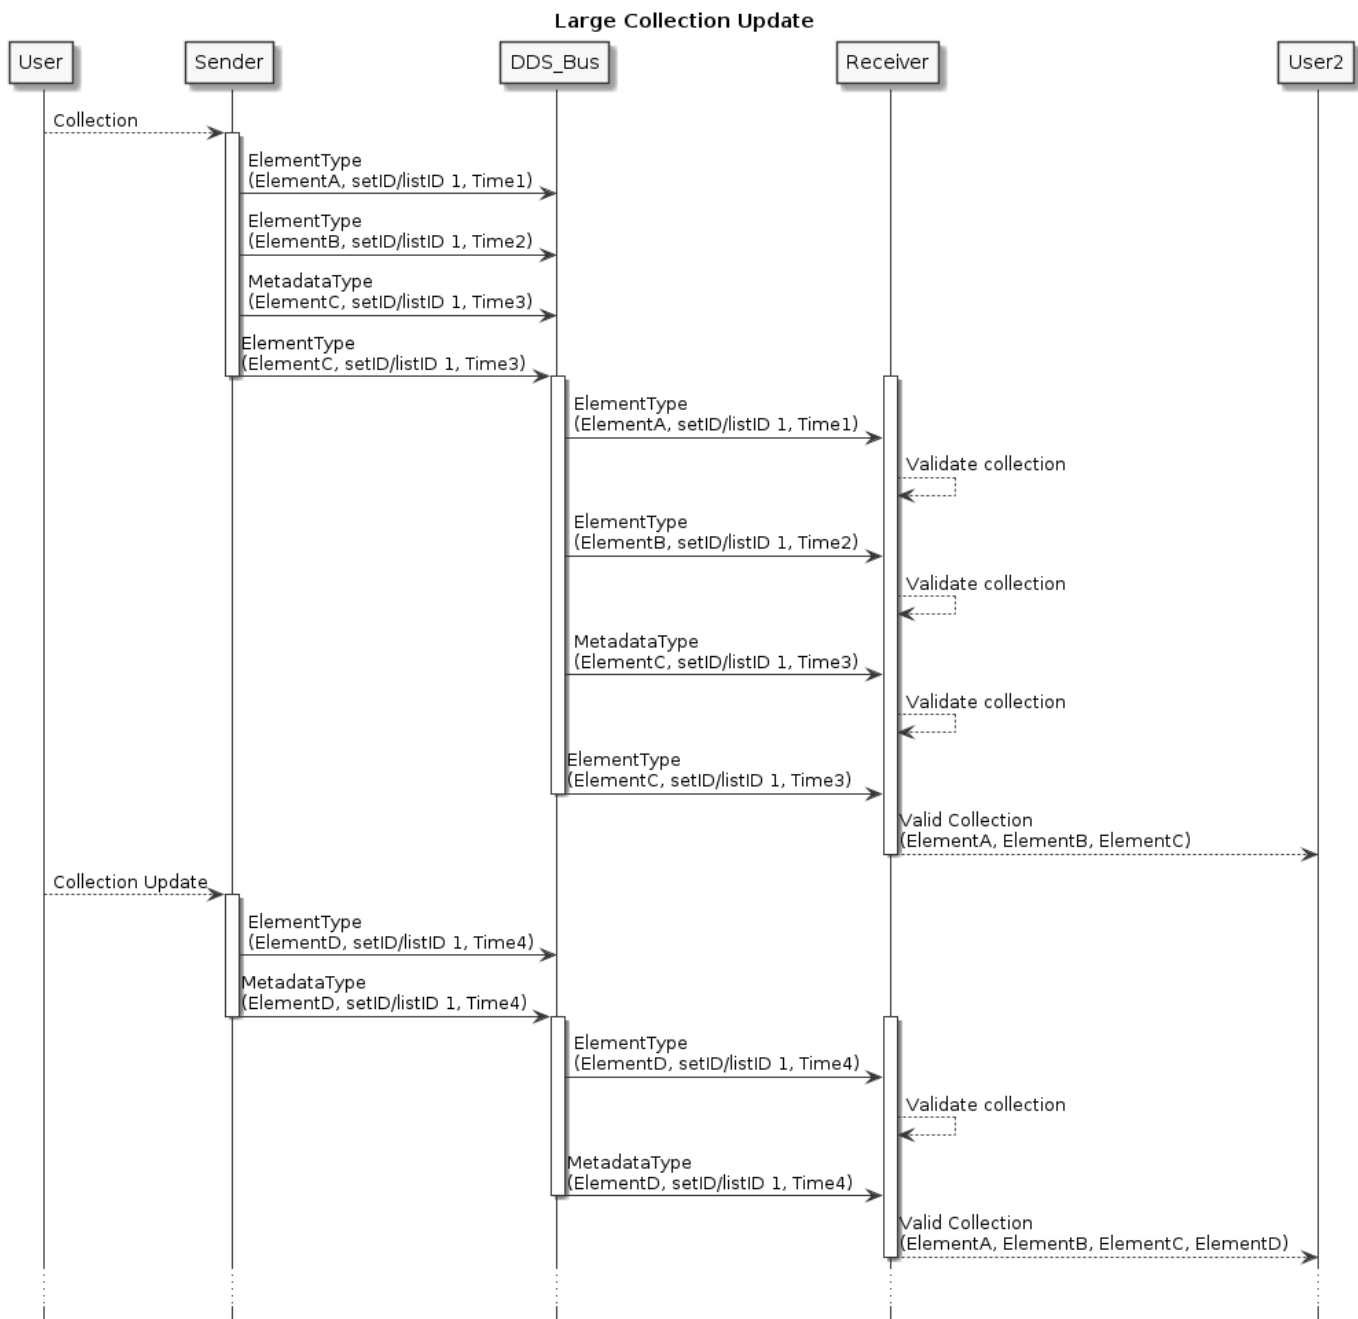 Large Collection Update
User
Sender
DDS_Bus
Receiver
User2
Collection
ElementType
(ElementA, setID/listID 1, Time1)
ElementType
(ElementB, setID/listID 1, Time2)
MetadataType
(ElementC, setID/listID 1, Time3)
ElementType
(ElementC, setID/listID 1, Time3)
ElementType
(ElementA, setID/listID 1, Time1)
Validate collection
ElementType
(ElementB, setID/listID 1, Time2)
Validate collection
MetadataType
(ElementC, setID/listID 1, Time3)
Validate collection
ElementType
(ElementC, setID/listID 1, Time3)
Valid Collection
(ElementA, ElementB, ElementC)
Collection Update
ElementType
(ElementD, setID/listID 1, Time4)
MetadataType
(ElementD, setID/listID 1, Time4)
ElementType
(ElementD, setID/listID 1, Time4)
Validate collection
MetadataType
(ElementD, setID/listID 1, Time4)
Valid Collection
(ElementA, ElementB, ElementC, ElementD)